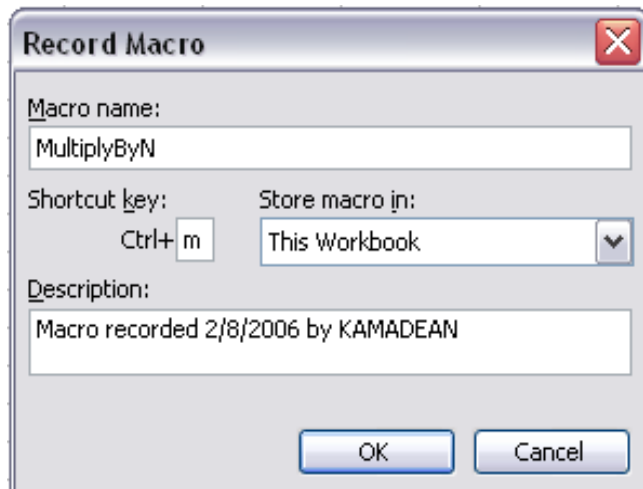 Record Macro
Macro name:
MultiplyByN
Shortcut key:
Store macro in:
Ctrl+ m
This Workbook
Description:
Macro recorded 2/8/2006 by KAMADEAN
OK
Cancel